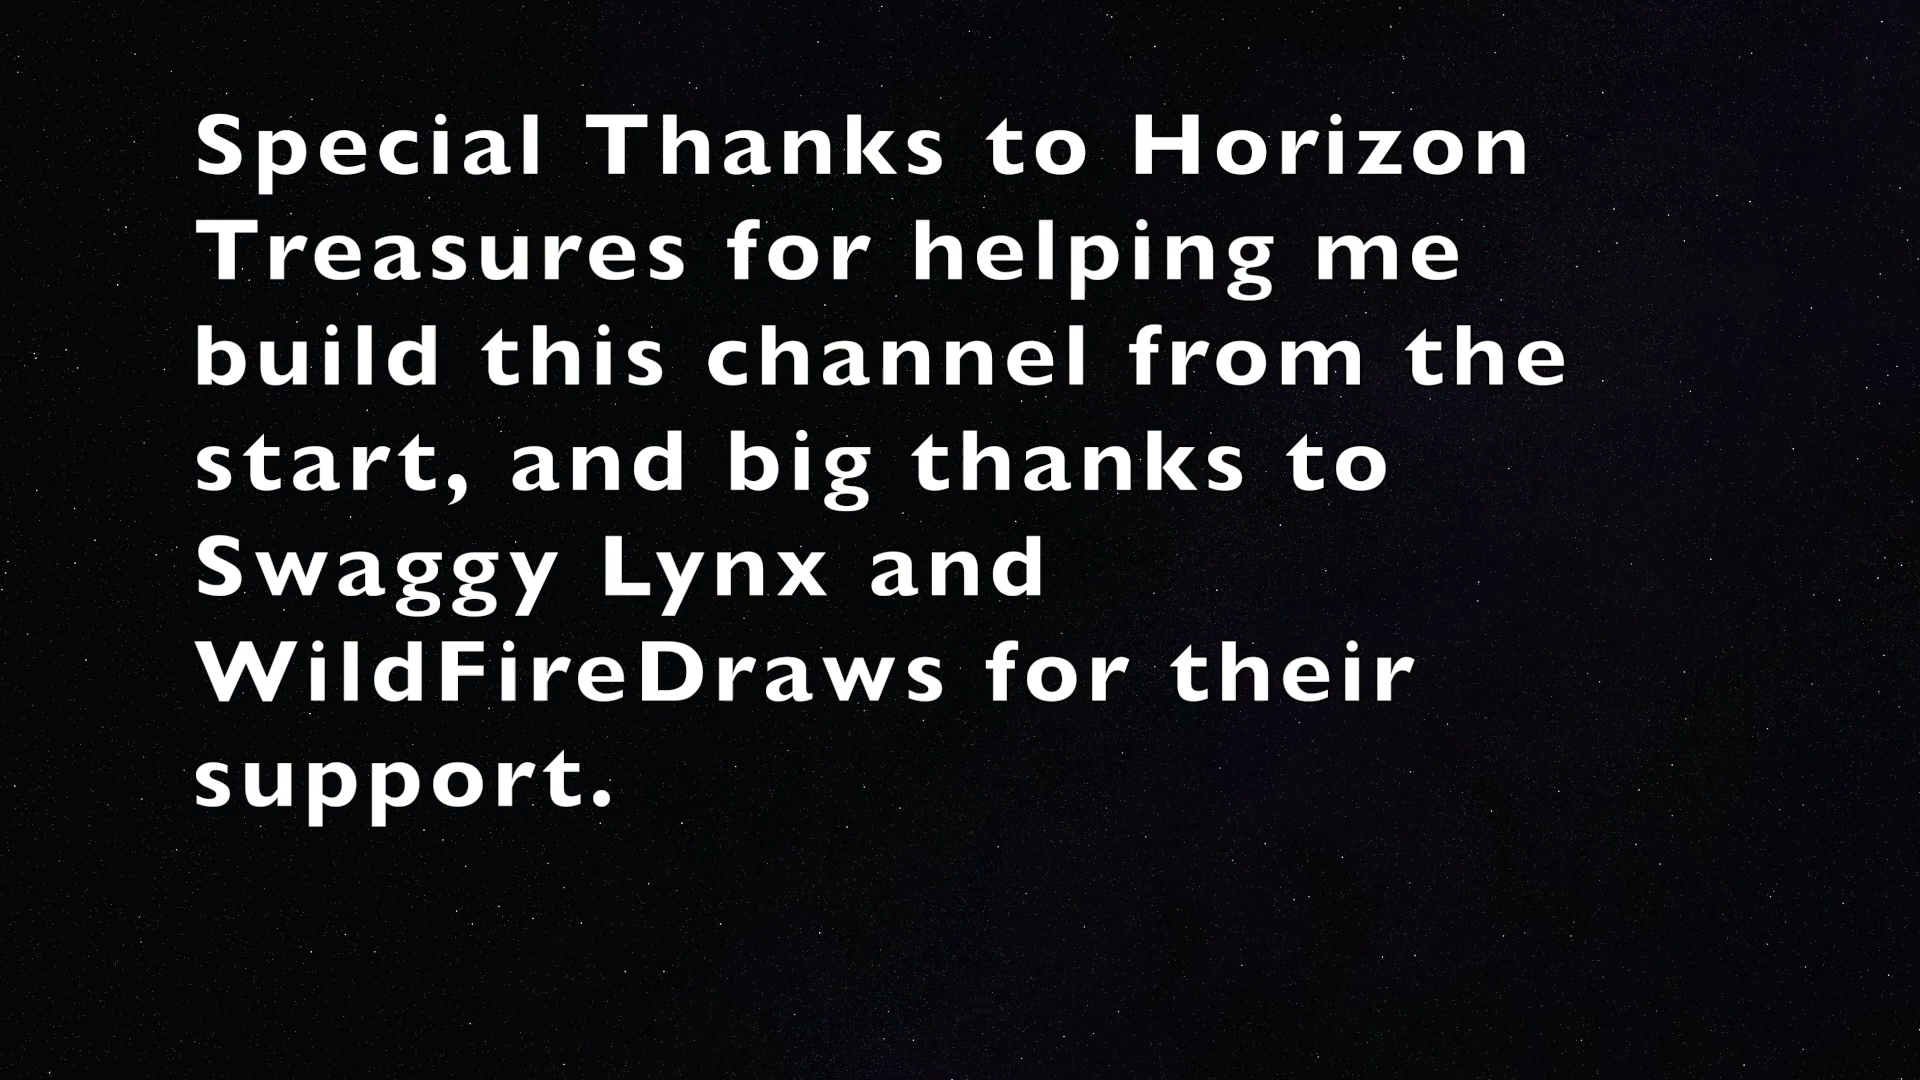 Special Thanks to Horizon
Treasures for helping me
build this channel from the
start, and big thanks to
Swaggy Lynx and
WildFireDraws for their
support.